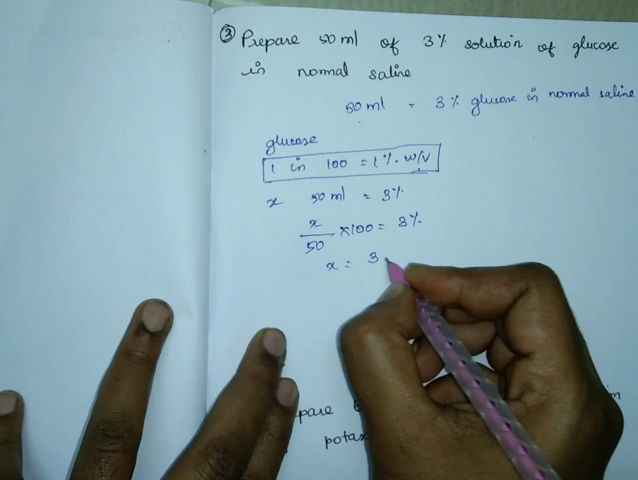 ③ Prepare 50 ml of 3% solution of glucose
in normal saline
50 ml = 3% glucose in normal saline
glucose
1 in 100 = 1%. W/V
x 50 ml = 3%
x/50 × 100 = 3%
x = 3
pare in
potas